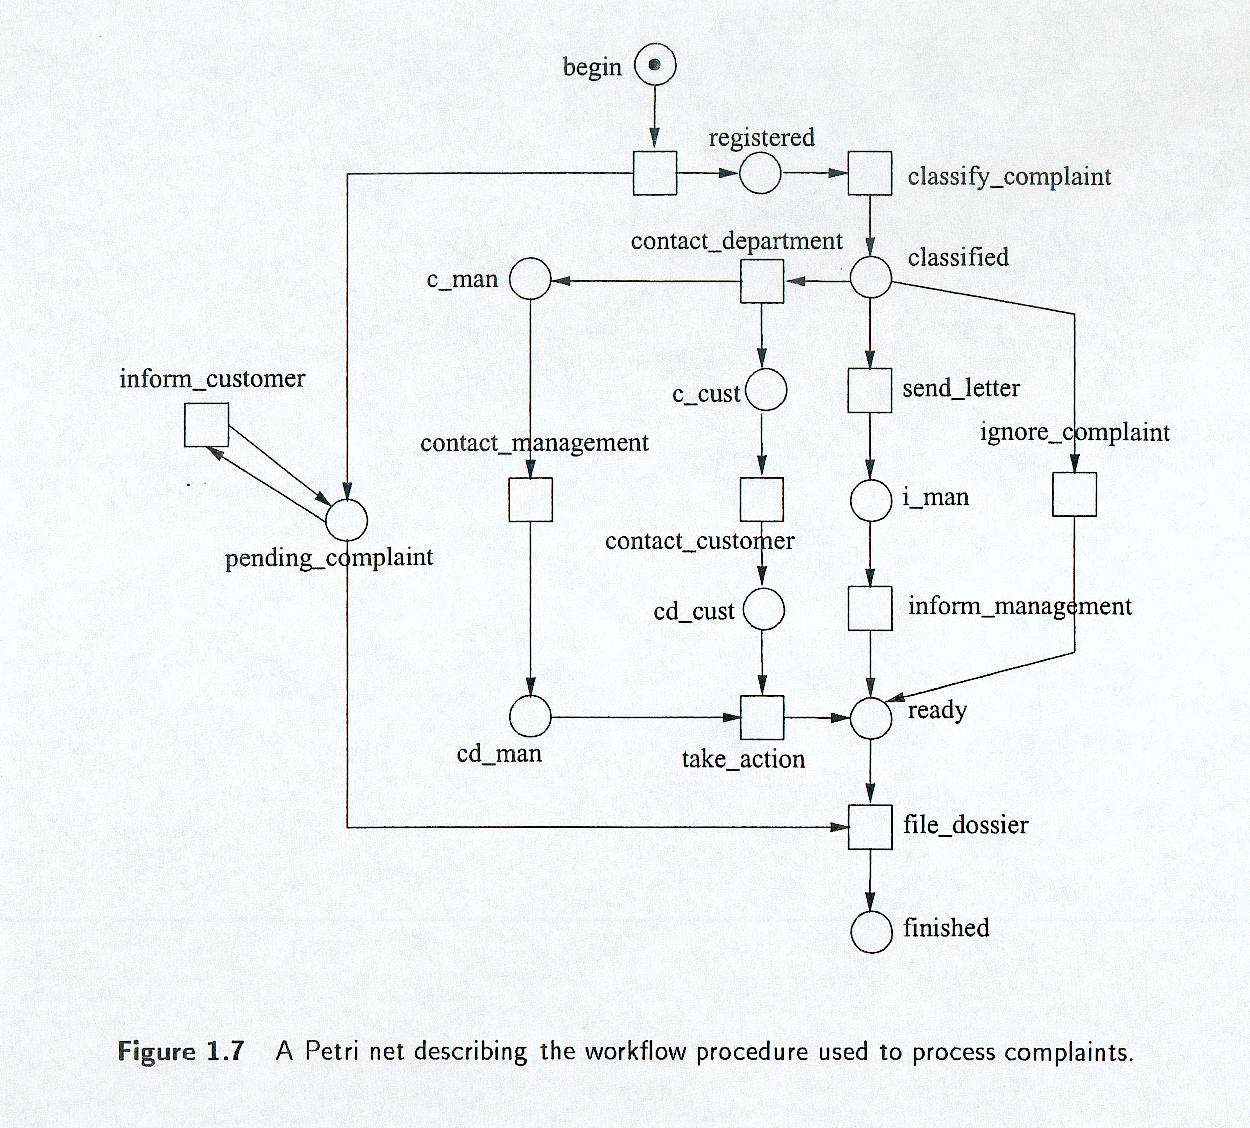 begin
registered
classify_complaint
contact_department
classified
c_man
inform_customer
c_cust
send_letter
ignore_complaint
contact_management
i_man
contact_customer
pending_complaint
cd_cust
inform_management
ready
cd_man
take_action
file_dossier
finished
Figure 1.7 A Petri net describing the workflow procedure used to process complaints.